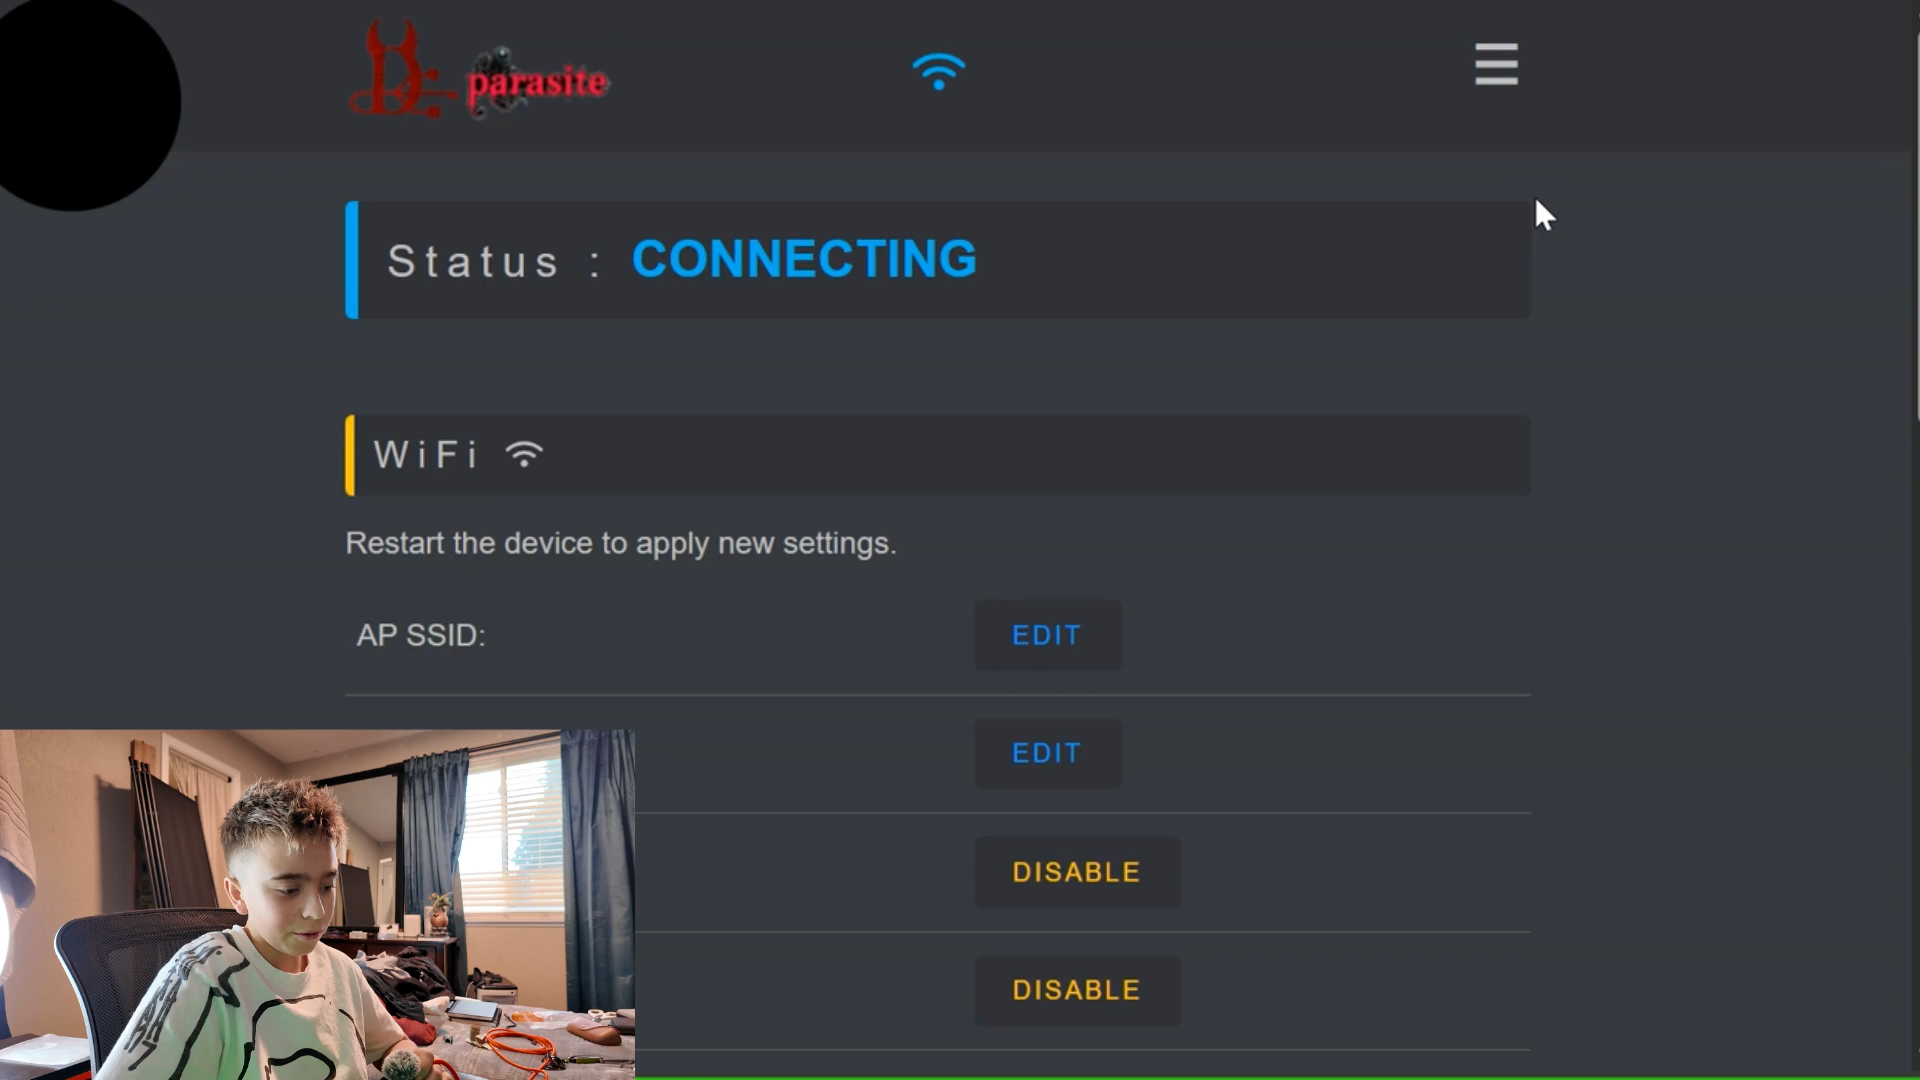 parasite
Status : CONNECTING
WiFi
Restart the device to apply new settings.
AP SSID:
EDIT
EDIT
DISABLE
DISABLE